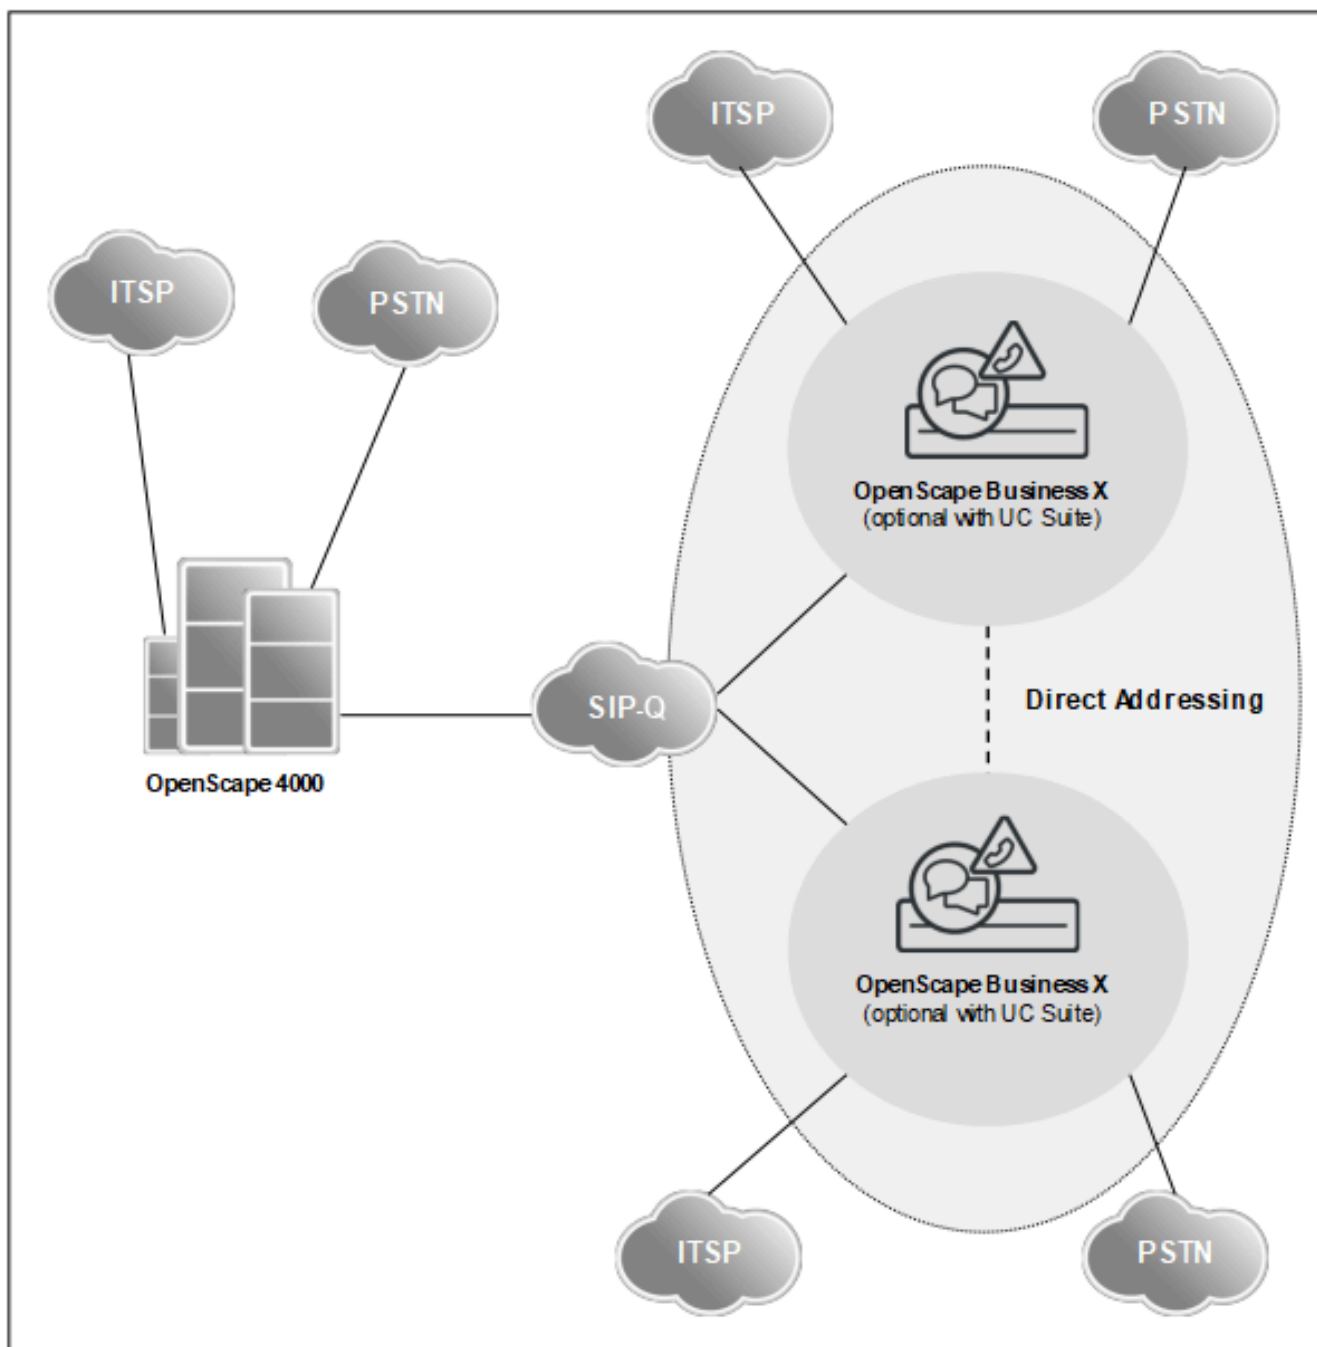 ITSP
PSTN
ITSP
PSTN
OpenScape Business X
(optional with UC Suite)
SIP-Q
Direct Addressing
OpenScape 4000
OpenScape Business X
(optional with UC Suite)
ITSP
PSTN